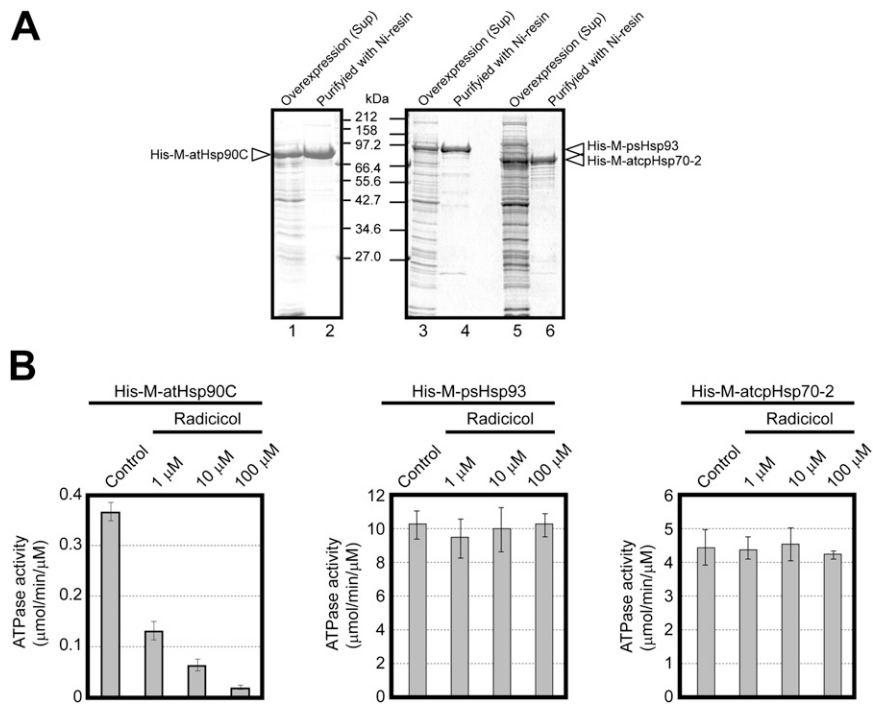 A
Overexpression (Sup)
Purifyied with Ni-resin
kDa
Overexpression (Sup)
Purifyied with Ni-resin
Overexpression (Sup)
Purifyied with Ni-resin
212
158
97.2
66.4
55.6
42.7
34.6
27.0
His-M-atHsp90C
His-M-psHsp93
His-M-atcpHsp70-2
1 2 3 4 5 6
B
His-M-atHsp90C
Radicicol
Control
1 μM
10 μM
100 μM
ATPase activity
(μmol/min/μM)
0.4
0.3
0.2
0.1
0
His-M-psHsp93
Radicicol
Control
1 μM
10 μM
100 μM
ATPase activity
(μmol/min/μM)
12
10
8
6
4
2
0
His-M-atcpHsp70-2
Radicicol
Control
1 μM
10 μM
100 μM
ATPase activity
(μmol/min/μM)
6
5
4
3
2
1
0